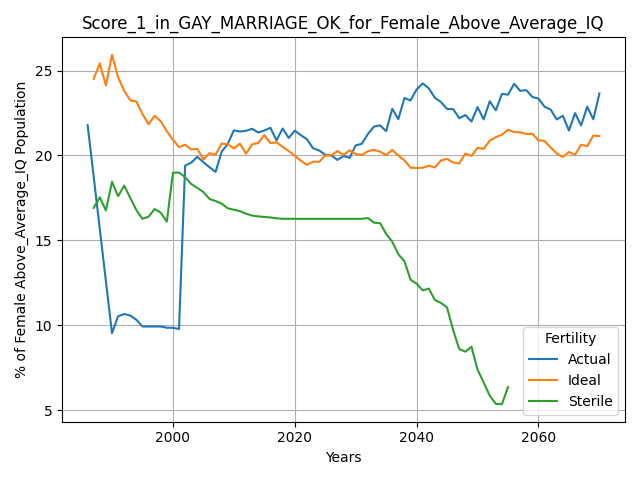 Score_1_in_GAY_MARRIAGE_OK_for_Female_Above_Average_IQ
% of Female Above_Average_IQ Population
25
20
15
10
5
2000 2020 2040 2060
Years
Fertility
Actual
Ideal
Sterile